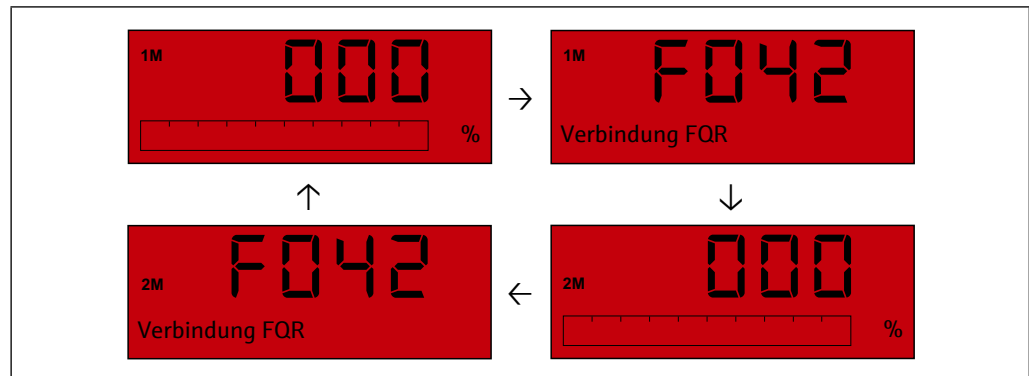 1M 000
%
1M F042
Verbindung FQR
2M F042
Verbindung FQR
2M 000
%